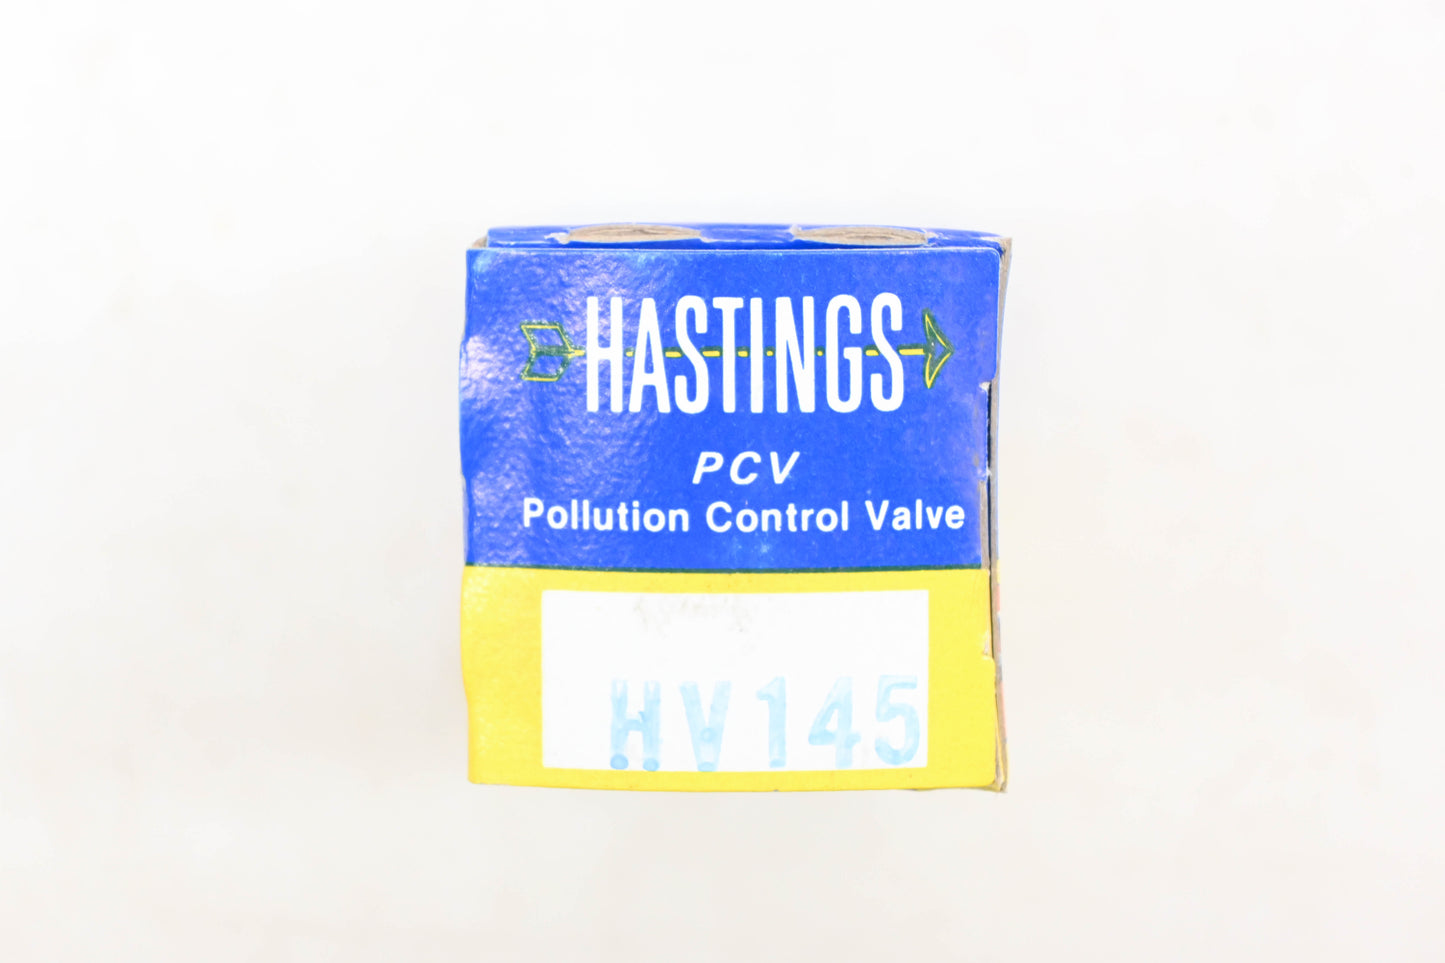 HASTINGS
PCV
Pollution Control Valve
HV145